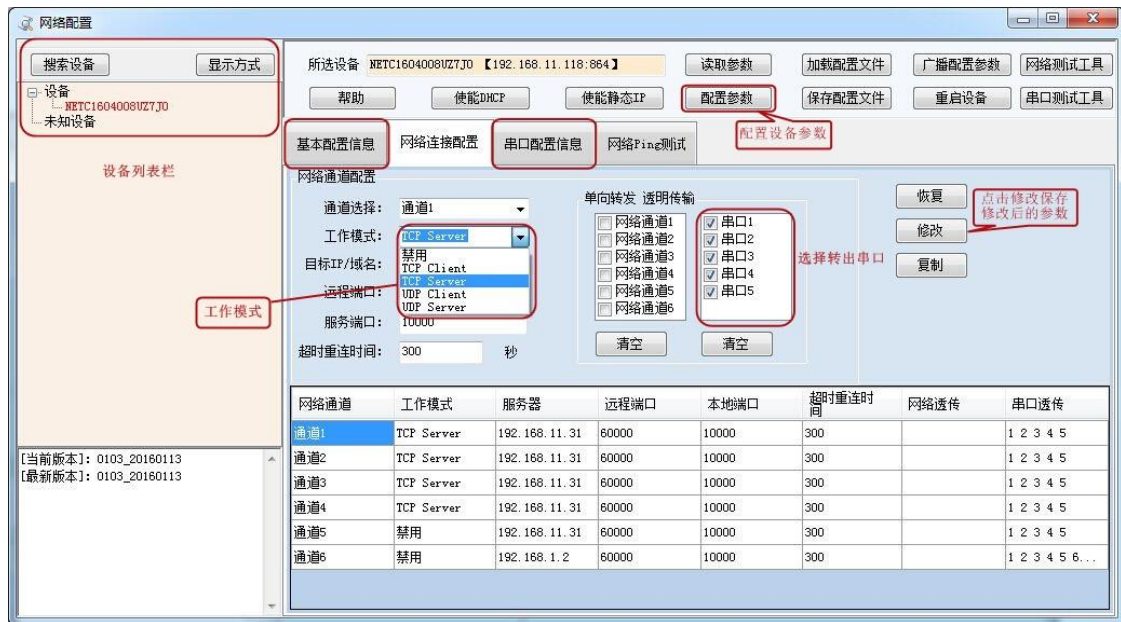 网络配置
搜索设备 显示方式
设备
NETC1604008UZ7J0
未知设备
设备列表栏
所选设备 NETC1604008UZ7J0 【192.168.11.118:864】 读取参数 加载配置文件 广播配置参数 网络测试工具
帮助 使能DHCP 使能静态IP 配置参数 保存配置文件 重启设备 串口测试工具
配置设备参数
基本配置信息 网络连接配置 串口配置信息 网络Ping测试
网络通道配置
通道选择: 通道1
工作模式: TCP Server
禁用
TCP Client
TCP Server
UDP Client
UDP Server
目标IP/域名:
远程端口:
服务端口: 10000
超时重连时间: 300 秒
工作模式
单向转发 透明传输
网络通道1 串口1
网络通道2 串口2
网络通道3 串口3
网络通道4 串口4
网络通道5 串口5
网络通道6
清空 清空
选择转出串口
恢复
修改
复制
点击修改保存
修改后的参数
网络通道 工作模式 服务器 远程端口 本地端口 超时重连时间 网络透传 串口透传
通道1 TCP Server 192.168.11.31 60000 10000 300 1 2 3 4 5
通道2 TCP Server 192.168.11.31 60000 10000 300 1 2 3 4 5
通道3 TCP Server 192.168.11.31 60000 10000 300 1 2 3 4 5
通道4 TCP Server 192.168.11.31 60000 10000 300 1 2 3 4 5
通道5 禁用 192.168.11.31 60000 10000 300 1 2 3 4 5
通道6 禁用 192.168.1.2 60000 10000 300 1 2 3 4 5 6...
[当前版本]: 0103_20160113
[最新版本]: 0103_20160113